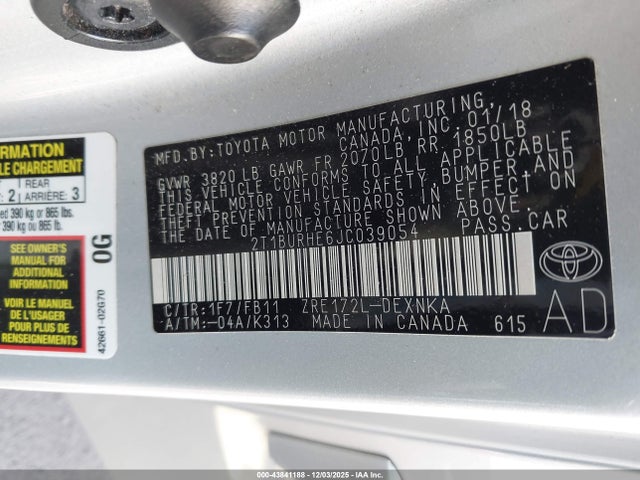 MFD. BY: TOYOTA MOTOR MANUFACTURING,
CANADA, INC. 01/18
GVWR 3820 LB GAWR FR 2070LB RR 1850LB
THIS VEHICLE CONFORMS TO ALL APPLICABLE
FEDERAL MOTOR VEHICLE SAFETY, BUMPER, AND
THEFT PREVENTION STANDARDS IN EFFECT ON
THE DATE OF MANUFACTURE SHOWN ABOVE.
2T1BURHE6JC039054 PASS. CAR
C/TR: 1F7/FB11 ZRE172L-DEXNKA
A/TM: -04A/K313 MADE IN CANADA 615
AD
FORMATION
CHARGEMENT
2 REAR
ARRIÈRE: 3
390 kg or 865 lbs.
390 kg ou 865 lb.
SEE OWNER'S
MANUAL FOR
ADDITIONAL
INFORMATION
VOIR LE MANUEL
DE L'USAGER
POUR PLUS DE
RENSEIGNEMENTS
0G
42661-02G70
000-43841188 - 12/03/2025 - IAA, LLC.